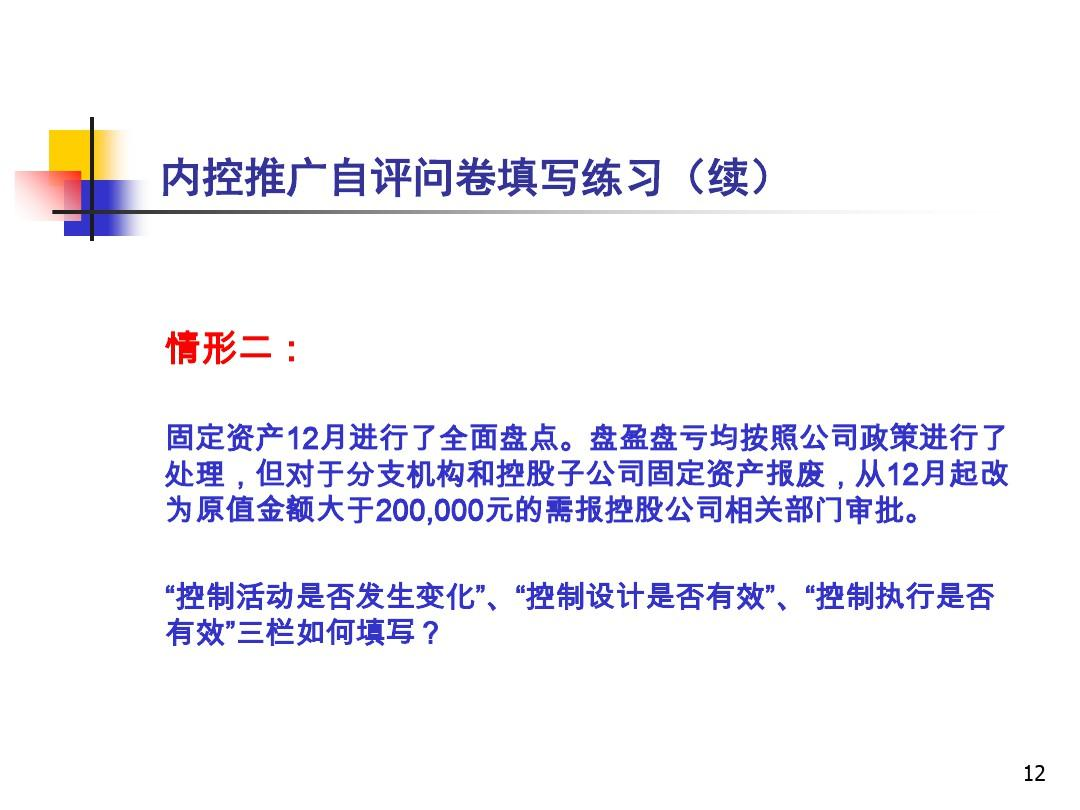 内控推广自评问卷填写练习（续）
情形二：
固定资产12月进行了全面盘点。盘盈盘亏均按照公司政策进行了
处理，但对于分支机构和控股子公司固定资产报废，从12月起改
为原值金额大于200,000元的需报控股公司相关部门审批。
“控制活动是否发生变化”、“控制设计是否有效”、“控制执行是否
有效”三栏如何填写？
12